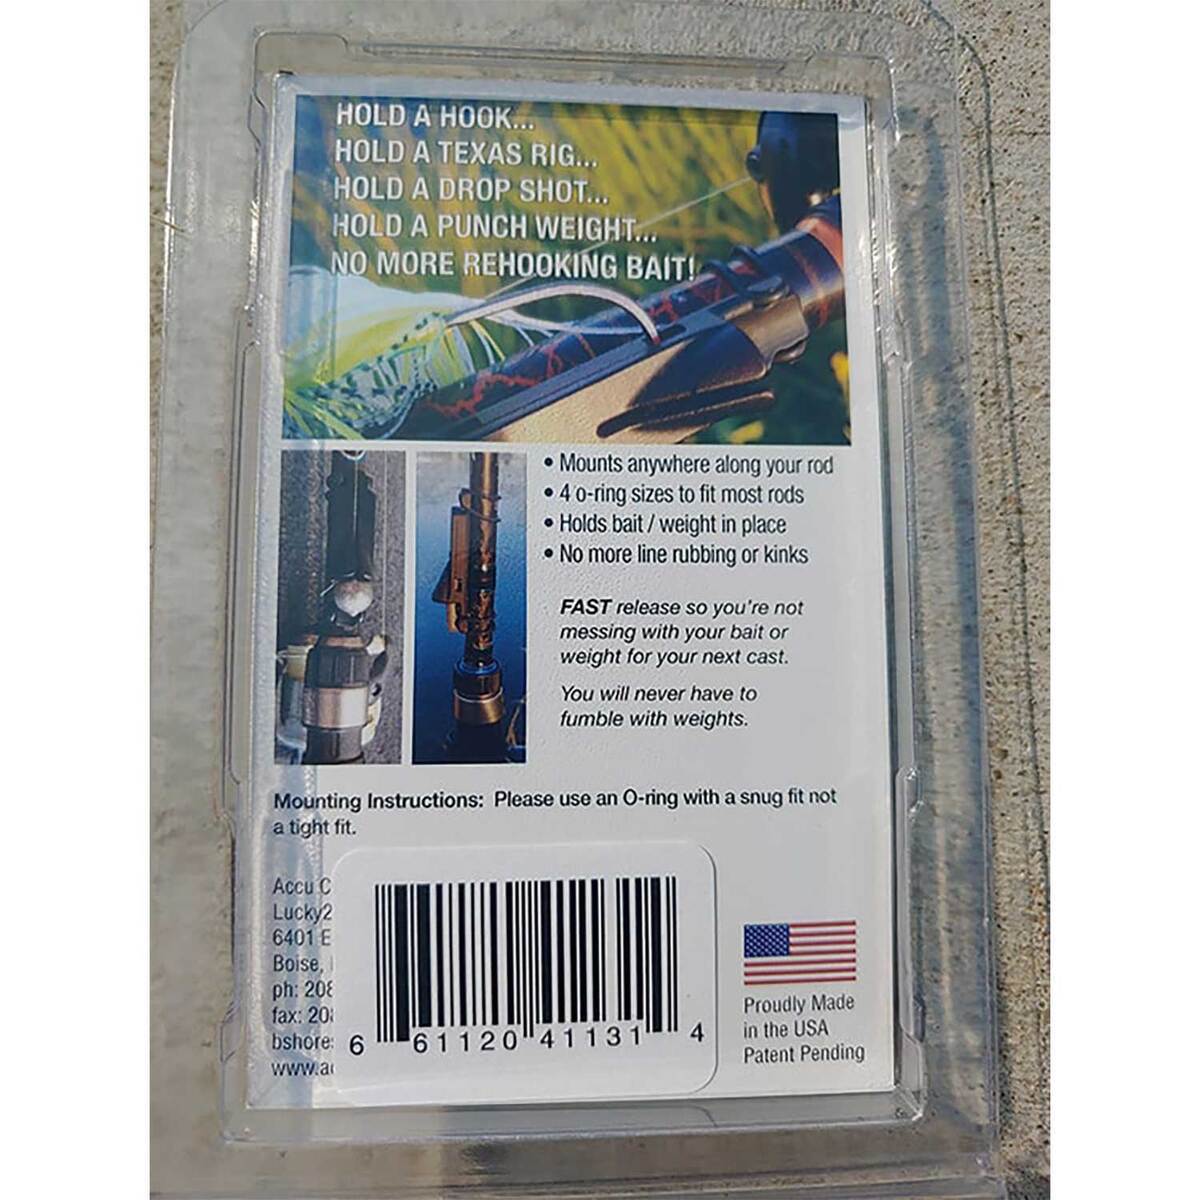 HOLD A HOOK...
HOLD A TEXAS RIG...
HOLD A DROP SHOT...
HOLD A PUNCH WEIGHT...
NO MORE REHOOKING BAIT!
• Mounts anywhere along your rod
• 4 o-ring sizes to fit most rods
• Holds bait / weight in place
• No more line rubbing or kinks
FAST release so you're not
messing with your bait or
weight for your next cast.
You will never have to
fumble with weights.
Mounting Instructions: Please use an O-ring with a snug fit not
a tight fit.
Accu C
Lucky2
6401 E
Boise,
ph: 208
fax: 20
bshore
www.a
6 61120 41131 4
Proudly Made
in the USA
Patent Pending